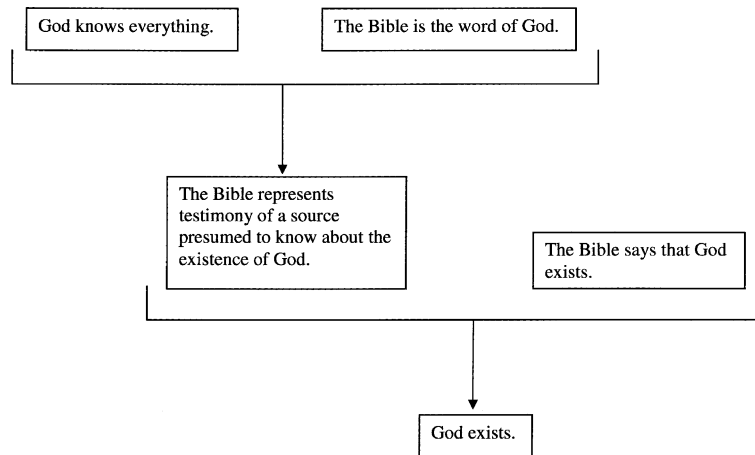 God knows everything.
The Bible is the word of God.
The Bible represents
testimony of a source
presumed to know about the
existence of God.
The Bible says that God
exists.
God exists.